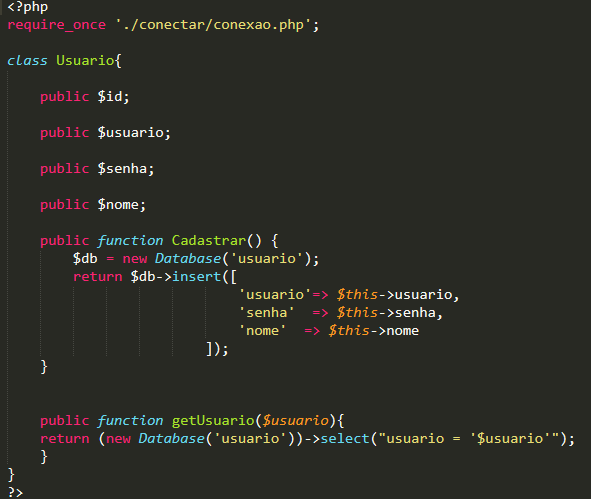 <?php
require_once './conectar/conexao.php';
class Usuario{
public $id;
public $usuario;
public $senha;
public $nome;
public function Cadastrar() {
$db = new Database('usuario');
return $db->insert([
'usuario'=> $this->usuario,
'senha'  => $this->senha,
'nome'  => $this->nome
]);
}
public function getUsuario($usuario){
return (new Database('usuario'))->select("usuario = '$usuario'");
}
}
?>